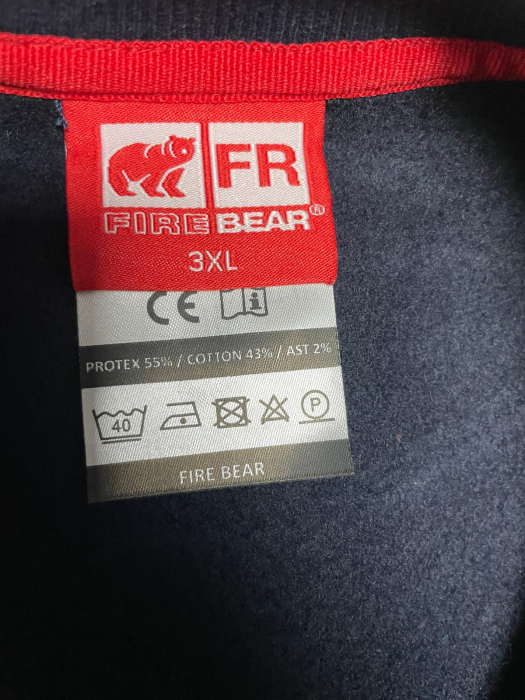 FR
FIRE BEAR®
3XL
CE i
PROTEX 55% / COTTON 43% / AST 2%
40 P
FIRE BEAR